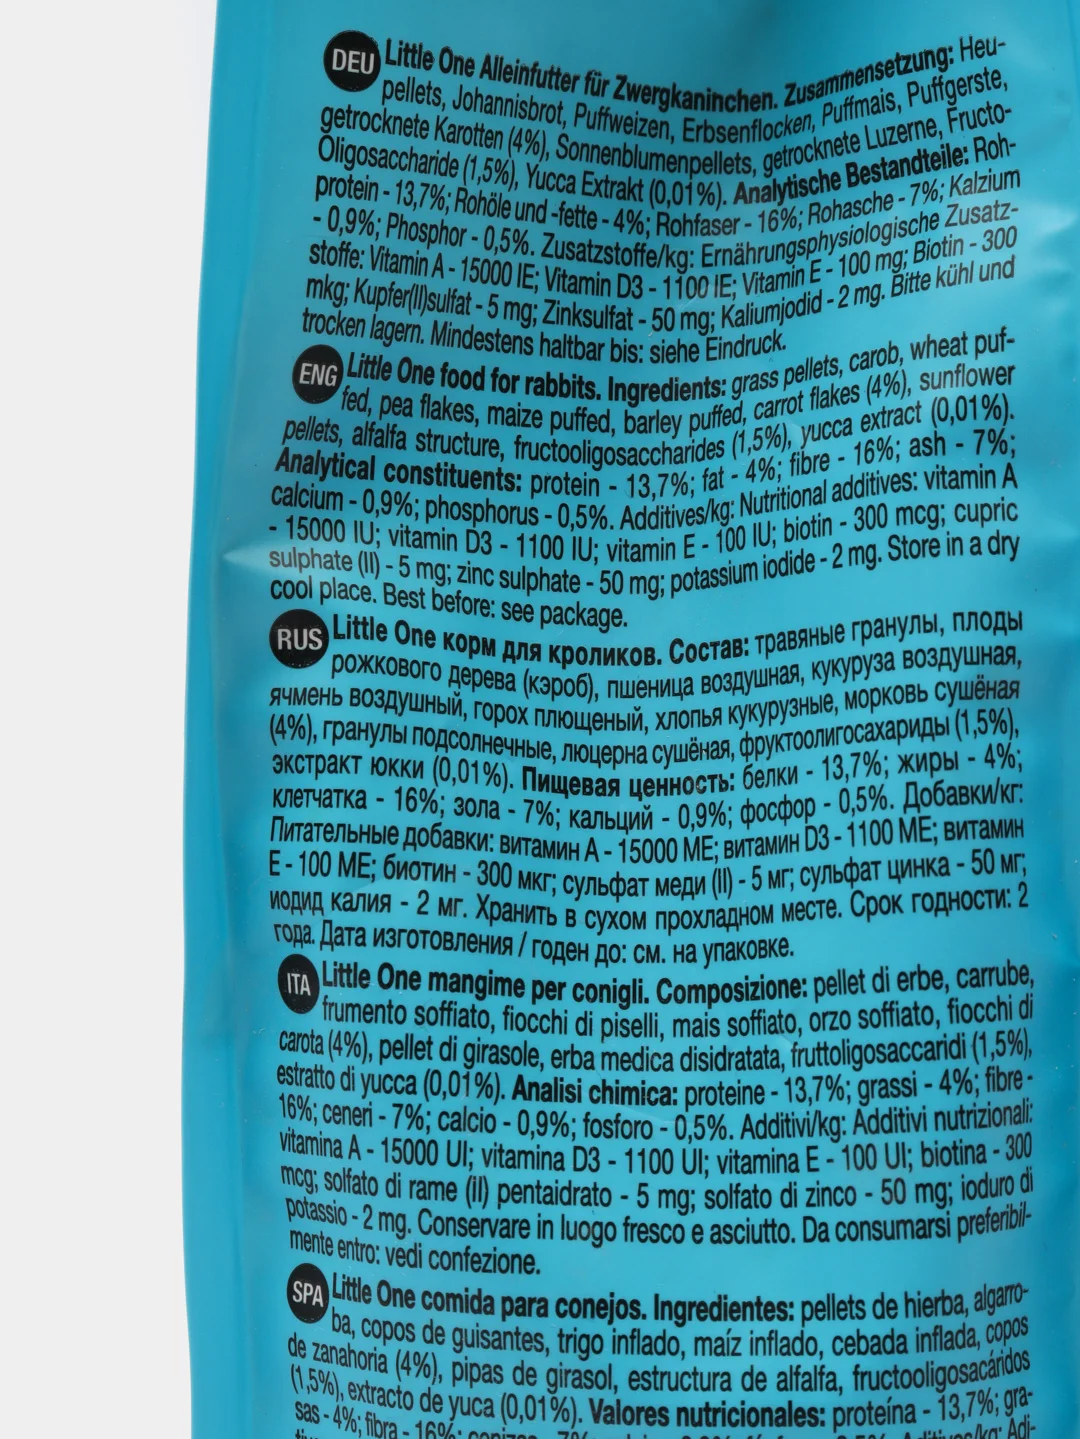 DEU Little One Alleinfutter für Zwergkaninchen. Zusammensetzung: Heu-
pellets, Johannisbrot, Puffweizen, Erbsenflocken, Puffmais, Puffgerste,
getrocknete Karotten (4%), Sonnenblumenpellets, getrocknete Luzerne, Fructo-
Oligosaccharide (1,5%), Yucca Extrakt (0,01%). Analytische Bestandteile: Roh-
protein - 13,7%; Rohöle und -fette - 4%; Rohfaser - 16%; Rohasche - 7%; Kalzium
- 0,9%; Phosphor - 0,5%. Zusatzstoffe/kg: Ernährungsphysiologische Zusatz-
stoffe: Vitamin A - 15000 IE; Vitamin D3 - 1100 IE; Vitamin E - 100 mg; Biotin - 300
mkg; Kupfer(II)sulfat - 5 mg; Zinksulfat - 50 mg; Kaliumjodid - 2 mg. Bitte kühl und
trocken lagern. Mindestens haltbar bis: siehe Eindruck.
ENG Little One food for rabbits. Ingredients: grass pellets, carob, wheat puf-
fed, pea flakes, maize puffed, barley puffed, carrot flakes (4%), sunflower
pellets, alfalfa structure, fructooligosaccharides (1,5%), yucca extract (0,01%).
Analytical constituents: protein - 13,7%; fat - 4%; fibre - 16%; ash - 7%;
calcium - 0,9%; phosphorus - 0,5%. Additives/kg: Nutritional additives: vitamin A
- 15000 IU; vitamin D3 - 1100 IU; vitamin E - 100 IU; biotin - 300 mcg; cupric
sulphate (II) - 5 mg; zinc sulphate - 50 mg; potassium iodide - 2 mg. Store in a dry
cool place. Best before: see package.
RUS Little One корм для кроликов. Состав: травяные гранулы, плоды
рожкового дерева (кэроб), пшеница воздушная, кукуруза воздушная,
ячмень воздушный, горох плющеный, хлопья кукурузные, морковь сушёная
(4%), гранулы подсолнечные, люцерна сушёная, фруктоолигосахариды (1,5%),
экстракт юкки (0,01%). Пищевая ценность: белки - 13,7%; жиры - 4%;
клетчатка - 16%; зола - 7%; кальций - 0,9%; фосфор - 0,5%. Добавки/кг:
Питательные добавки: витамин А - 15000 МЕ; витамин D3 - 1100 МЕ; витамин
Е - 100 МЕ; биотин - 300 мкг; сульфат меди (II) - 5 мг; сульфат цинка - 50 мг;
иодид калия - 2 мг. Хранить в сухом прохладном месте. Срок годности: 2
года. Дата изготовления / годен до: см. на упаковке.
ITA Little One mangime per conigli. Composizione: pellet di erbe, carrube,
frumento soffiato, fiocchi di piselli, mais soffiato, orzo soffiato, fiocchi di
carota (4%), pellet di girasole, erba medica disidratata, fruttoligosaccaridi (1,5%),
estratto di yucca (0,01%). Analisi chimica: proteine - 13,7%; grassi - 4%; fibre -
16%; ceneri - 7%; calcio - 0,9%; fosforo - 0,5%. Additivi/kg: Additivi nutrizionali:
vitamina A - 15000 UI; vitamina D3 - 1100 UI; vitamina E - 100 UI; biotina - 300
mcg; solfato di rame (II) pentaidrato - 5 mg; solfato di zinco - 50 mg; ioduro di
potassio - 2 mg. Conservare in luogo fresco e asciutto. Da consumarsi preferibil-
mente entro: vedi confezione.
SPA Little One comida para conejos. Ingredientes: pellets de hierba, algarro-
ba, copos de guisantes, trigo inflado, maíz inflado, cebada inflada, copos
de zanahoria (4%), pipas de girasol, estructura de alfalfa, fructooligosacáridos
(1,5%), extracto de yuca (0,01%). Valores nutricionales: proteína - 13,7%; gra-
sas - 4%; fibra - 16%; Aditivos/kg: Adi-